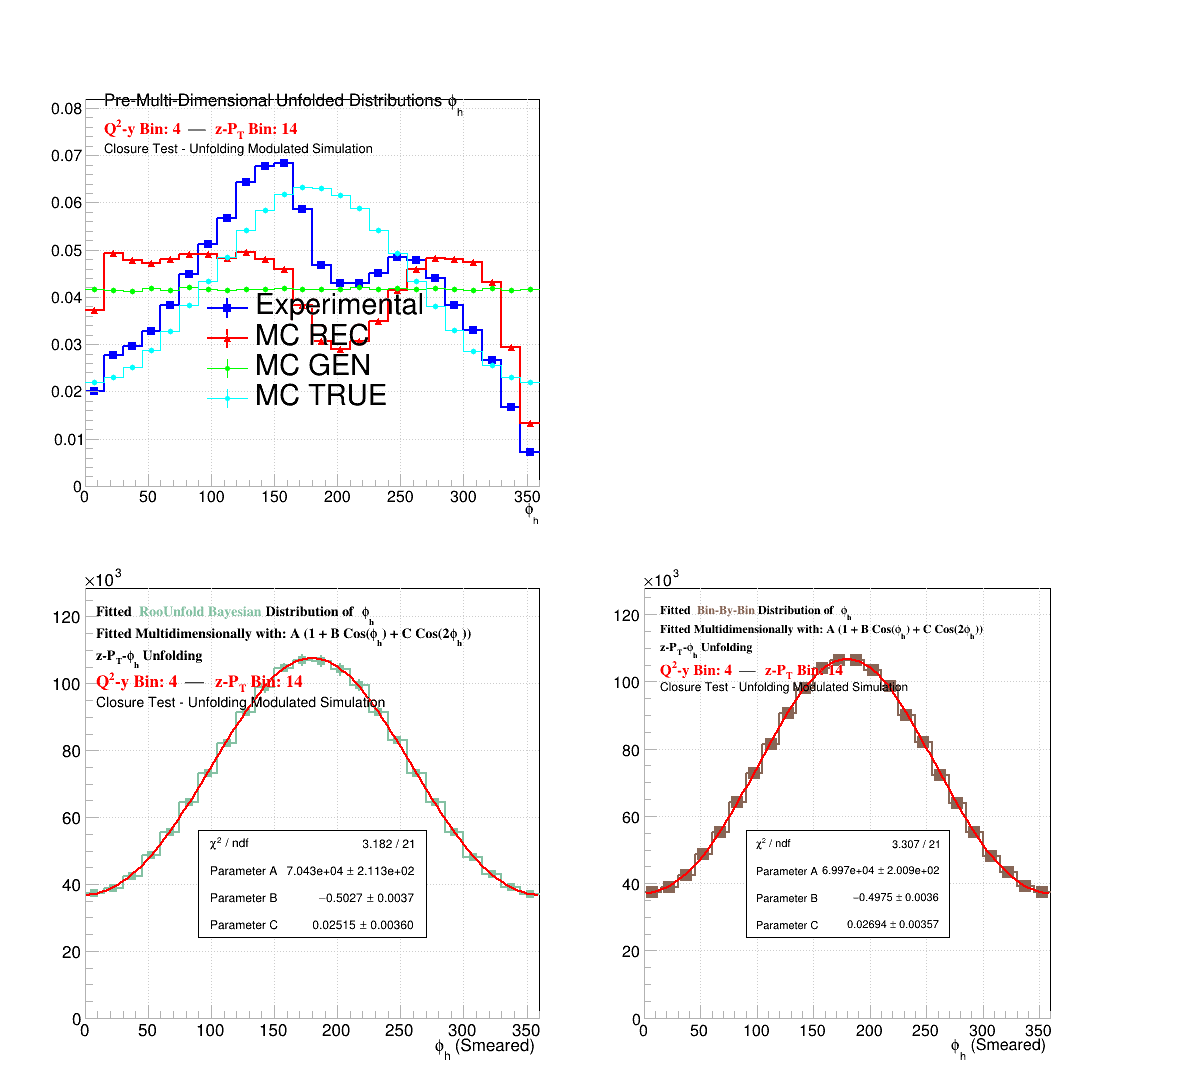 Pre-Multi-Dimensional Unfolded Distributions ϕh
Q²-y Bin: 4 — z-PT Bin: 14
Closure Test - Unfolding Modulated Simulation
0.08
0.07
0.06
0.05
0.04
0.03
0.02
0.01
0
Experimental
MC REC
MC GEN
MC TRUE
0 50 100 150 200 250 300 350
ϕh
×10³
Fitted RooUnfold Bayesian Distribution of ϕh
Fitted Multidimensionally with: A (1 + B Cos(ϕh) + C Cos(2ϕh))
z-PT-ϕh Unfolding
Q²-y Bin: 4 — z-PT Bin: 14
Closure Test - Unfolding Modulated Simulation
120
100
80
60
40
20
0
χ² / ndf 3.182 / 21
Parameter A 7.043e+04 ± 2.113e+02
Parameter B −0.5027 ± 0.0037
Parameter C 0.02515 ± 0.00360
0 50 100 150 200 250 300 350
ϕh (Smeared)
×10³
Fitted Bin-By-Bin Distribution of ϕh
Fitted Multidimensionally with: A (1 + B Cos(ϕh) + C Cos(2ϕh))
z-PT-ϕh Unfolding
Q²-y Bin: 4 — z-PT Bin: 14
Closure Test - Unfolding Modulated Simulation
120
100
80
60
40
20
0
χ² / ndf 3.307 / 21
Parameter A 6.997e+04 ± 2.009e+02
Parameter B −0.4975 ± 0.0036
Parameter C 0.02694 ± 0.00357
0 50 100 150 200 250 300 350
ϕh (Smeared)